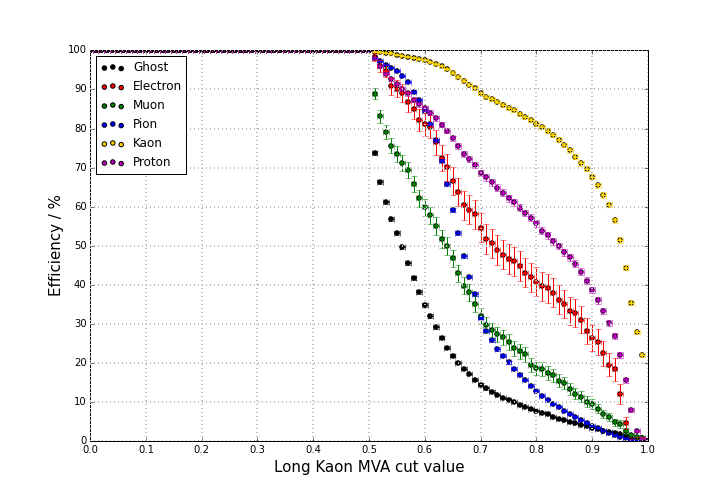 100
90
80
70
60
50
40
30
20
10
0
Efficiency / %
Ghost
Electron
Muon
Pion
Kaon
Proton
0.0 0.1 0.2 0.3 0.4 0.5 0.6 0.7 0.8 0.9 1.0
Long Kaon MVA cut value